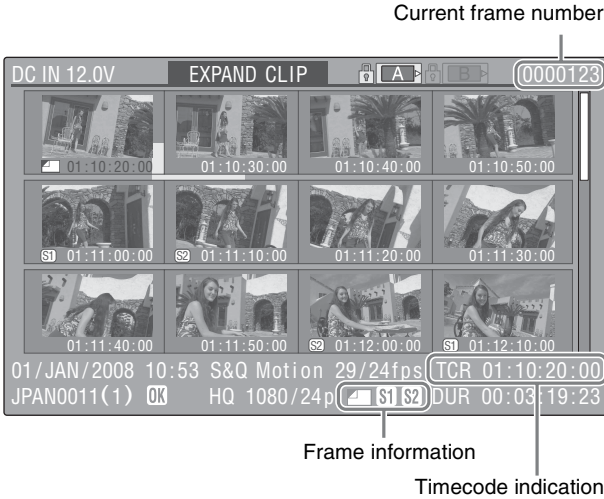 Current frame number
DC IN 12.0V EXPAND CLIP A B 0000123
01:10:20:00 01:10:30:00 01:10:40:00 01:10:50:00
S1 01:11:00:00 S2 01:11:10:00 01:11:20:00 01:11:30:00
01:11:40:00 01:11:50:00 S2 01:12:00:00 S1 01:12:10:00
01/JAN/2008 10:53 S&Q Motion 29/24fps TCR 01:10:20:00
JPAN0011(1) OK HQ 1080/24p S1 S2 DUR 00:03:19:23
Frame information
Timecode indication